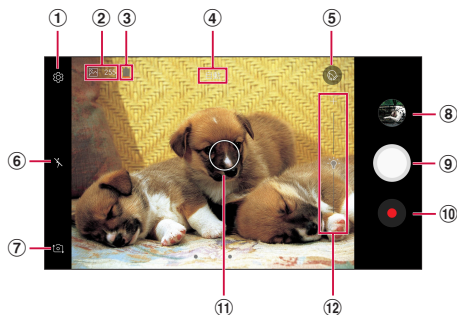 ① ② ③ ④ ⑤
⑥ ⑦
⑧ ⑨ ⑩
⑪ ⑫